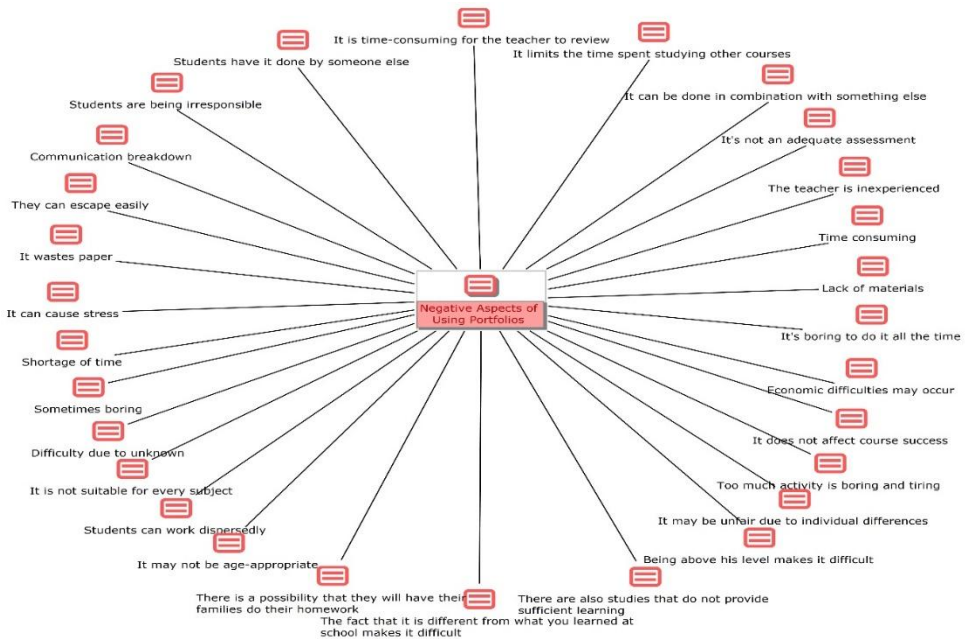 It is time-consuming for the teacher to review
It limits the time spent studying other courses
Students have it done by someone else
It can be done in combination with something else
Students are being irresponsible
It's not an adequate assessment
Communication breakdown
The teacher is inexperienced
They can escape easily
Time consuming
It wastes paper
Lack of materials
It can cause stress
Negative Aspects of
Using Portfolios
It's boring to do it all the time
Shortage of time
Economic difficulties may occur
Sometimes boring
It does not affect course success
Difficulty due to unknown
Too much activity is boring and tiring
It is not suitable for every subject
It may be unfair due to individual differences
Students can work dispersedly
Being above his level makes it difficult
It may not be age-appropriate
There is a possibility that they will have their
families do their homework
There are also studies that do not provide
sufficient learning
The fact that it is different from what you learned at
school makes it difficult